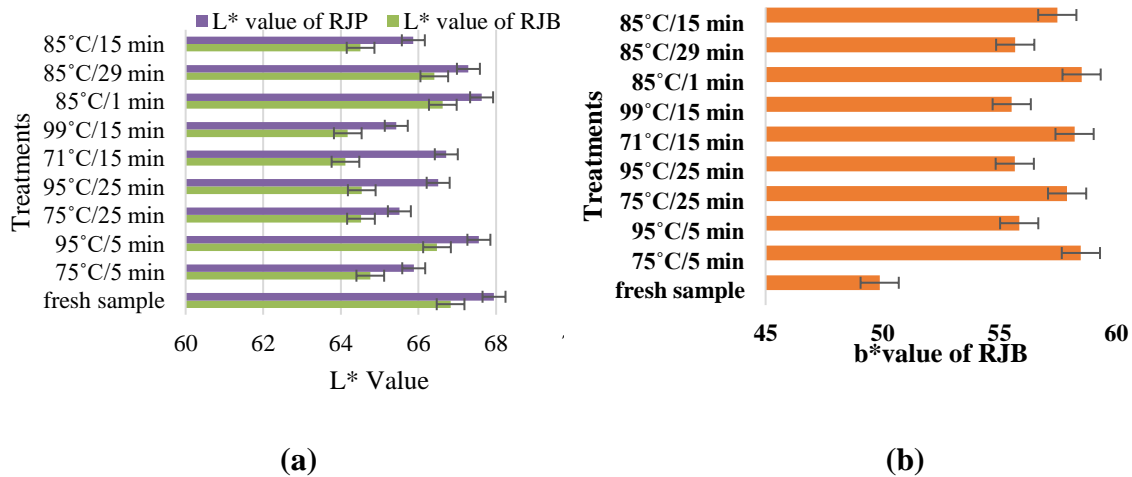 L* value of RJP L* value of RJB
85˚C/15 min
85˚C/29 min
85˚C/1 min
99˚C/15 min
71˚C/15 min
95˚C/25 min
75˚C/25 min
95˚C/5 min
75˚C/5 min
fresh sample
Treatments
60 62 64 66 68
L* Value
(a)
85˚C/15 min
85˚C/29 min
85˚C/1 min
99˚C/15 min
71˚C/15 min
95˚C/25 min
75˚C/25 min
95˚C/5 min
75˚C/5 min
fresh sample
Treatments
45 50 55 60
b*value of RJB
(b)